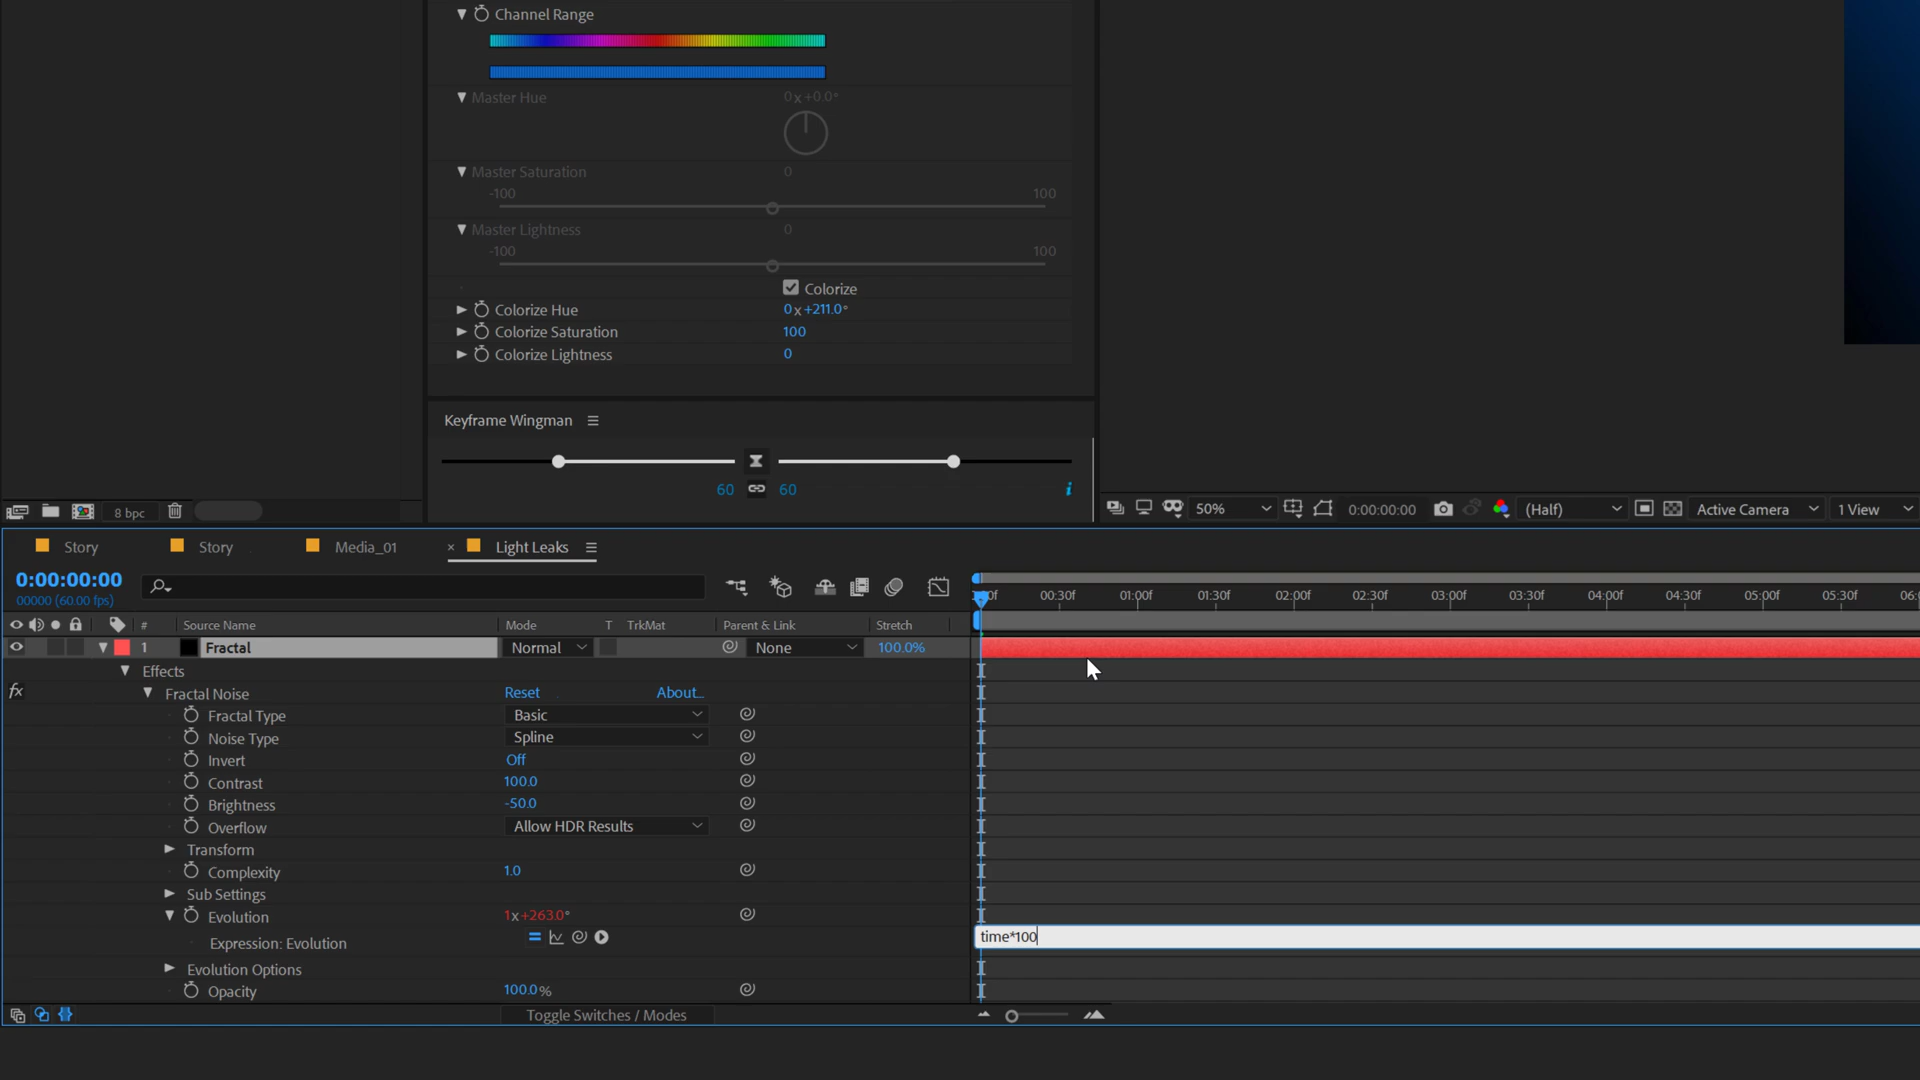 Channel Range
Master Hue 0x+0.0°
Master Saturation 0
-100 100
Master Lightness 0
-100 100
Colorize
Colorize Hue 0x+211.0°
Colorize Saturation 100
Colorize Lightness 0
Keyframe Wingman
60 60 i
8 bpc
50% 0:00:00:00 (Half) Active Camera 1 View
Story Story Media_01 × Light Leaks
0:00:00:00
00000 (60.00 fps)
00:30f 01:00f 01:30f 02:00f 02:30f 03:00f 03:30f 04:00f 04:30f 05:00f 05:30f
# Source Name Mode T TrkMat Parent & Link Stretch
1 Fractal Normal None 100.0%
Effects
fx Fractal Noise Reset About...
Fractal Type Basic
Noise Type Spline
Invert Off
Contrast 100.0
Brightness -50.0
Overflow Allow HDR Results
Transform
Complexity 1.0
Sub Settings
Evolution 1x+263.0°
Expression: Evolution time*100
Evolution Options
Opacity 100.0%
Toggle Switches / Modes